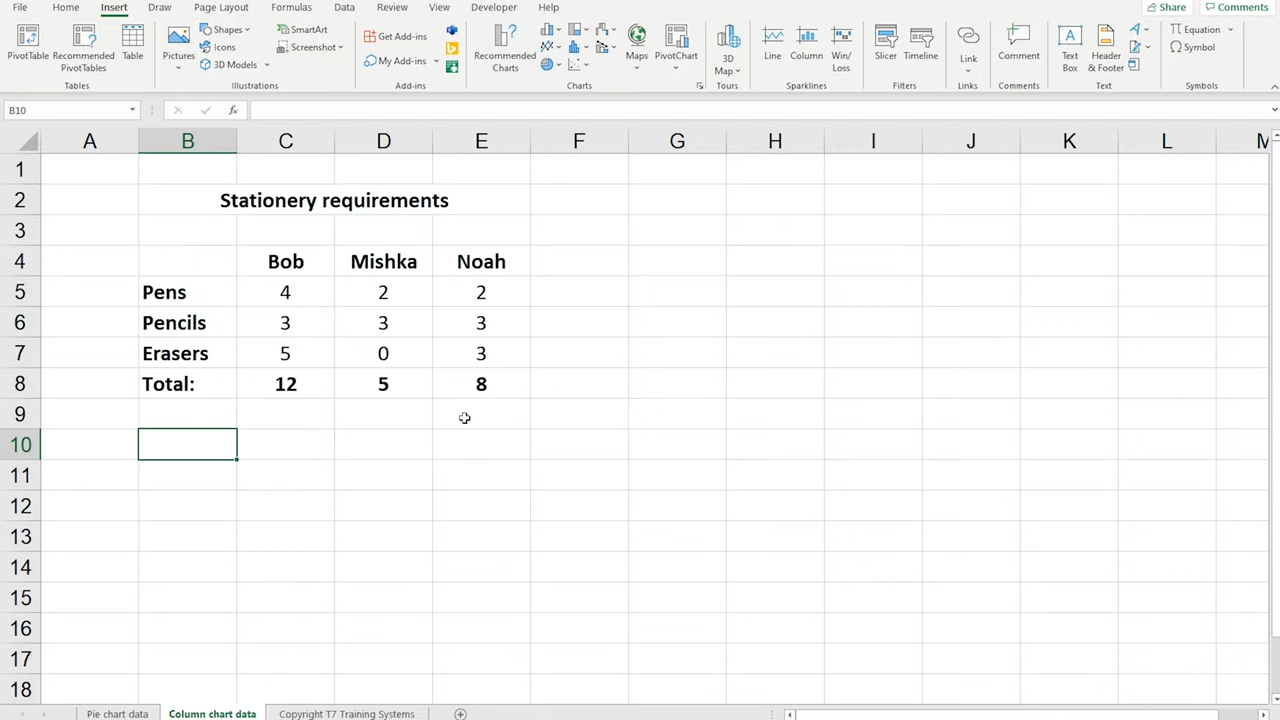 File Home Insert Draw Page Layout Formulas Data Review View Developer Help Share Comments
PivotTable Recommended PivotTables Table Pictures Shapes Icons 3D Models SmartArt Screenshot Get Add-ins My Add-ins Recommended Charts Maps PivotChart 3D Map Line Column Win/Loss Slicer Timeline Link Comment Text Box Header & Footer Equation Symbol
Tables Illustrations Add-ins Charts Tours Sparklines Filters Links Comments Text Symbols
B10 fx
A B C D E F G H I J K L M
1
2 Stationery requirements
3
4 Bob Mishka Noah
5 Pens 4 2 2
6 Pencils 3 3 3
7 Erasers 5 0 3
8 Total: 12 5 8
9
10
11
12
13
14
15
16
17
18
Pie chart data Column chart data Copyright T7 Training Systems